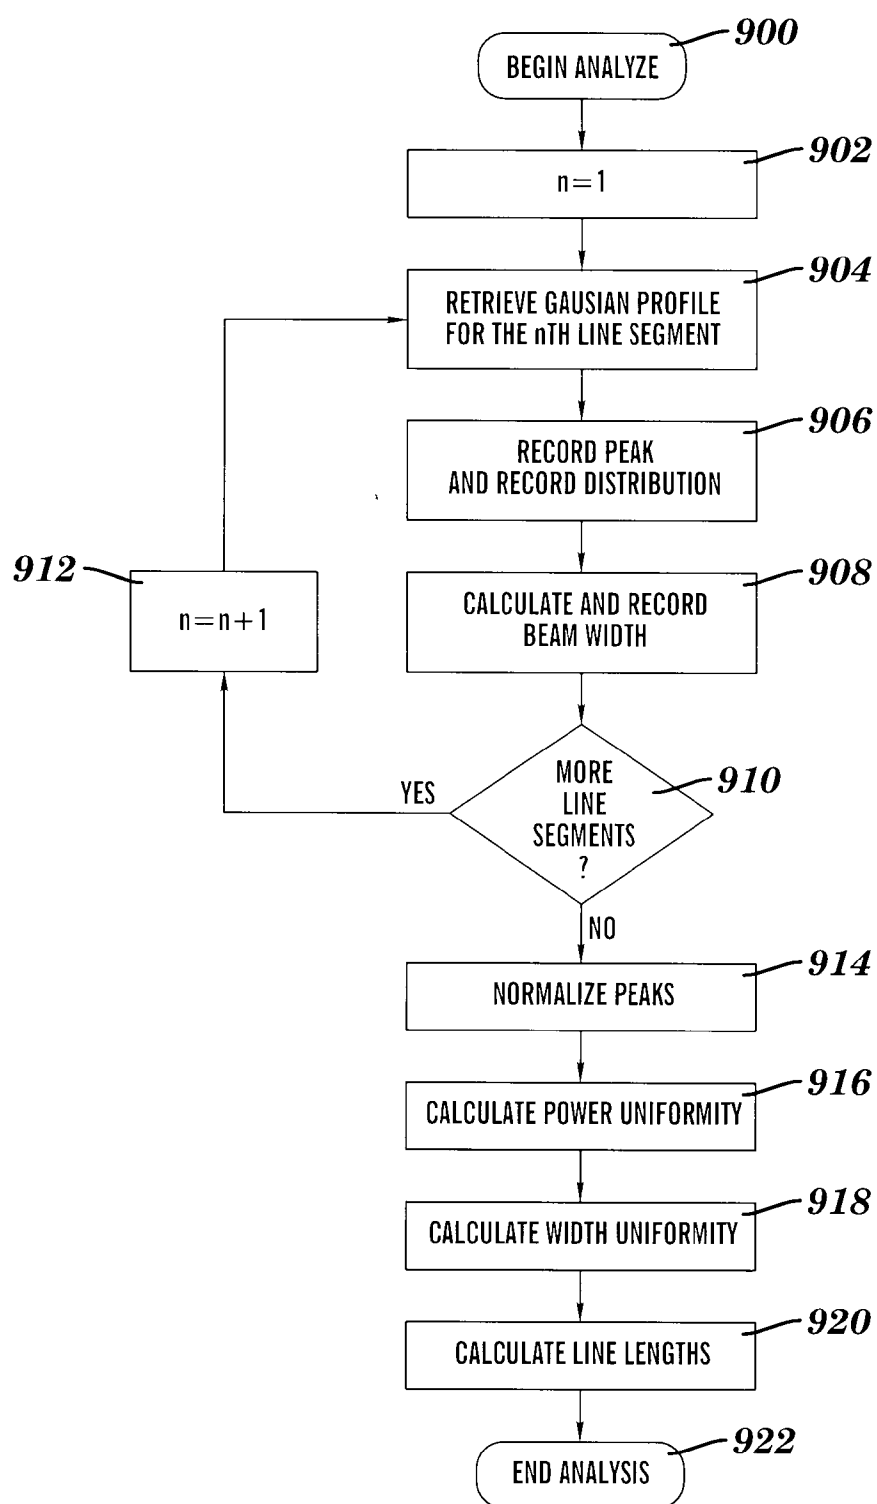 900
BEGIN ANALYZE
902
n=1
904
RETRIEVE GAUSIAN PROFILE
FOR THE nTH LINE SEGMENT
906
RECORD PEAK
AND RECORD DISTRIBUTION
912
n=n+1
908
CALCULATE AND RECORD
BEAM WIDTH
910
MORE
LINE
SEGMENTS
?
YES
NO
914
NORMALIZE PEAKS
916
CALCULATE POWER UNIFORMITY
918
CALCULATE WIDTH UNIFORMITY
920
CALCULATE LINE LENGTHS
922
END ANALYSIS